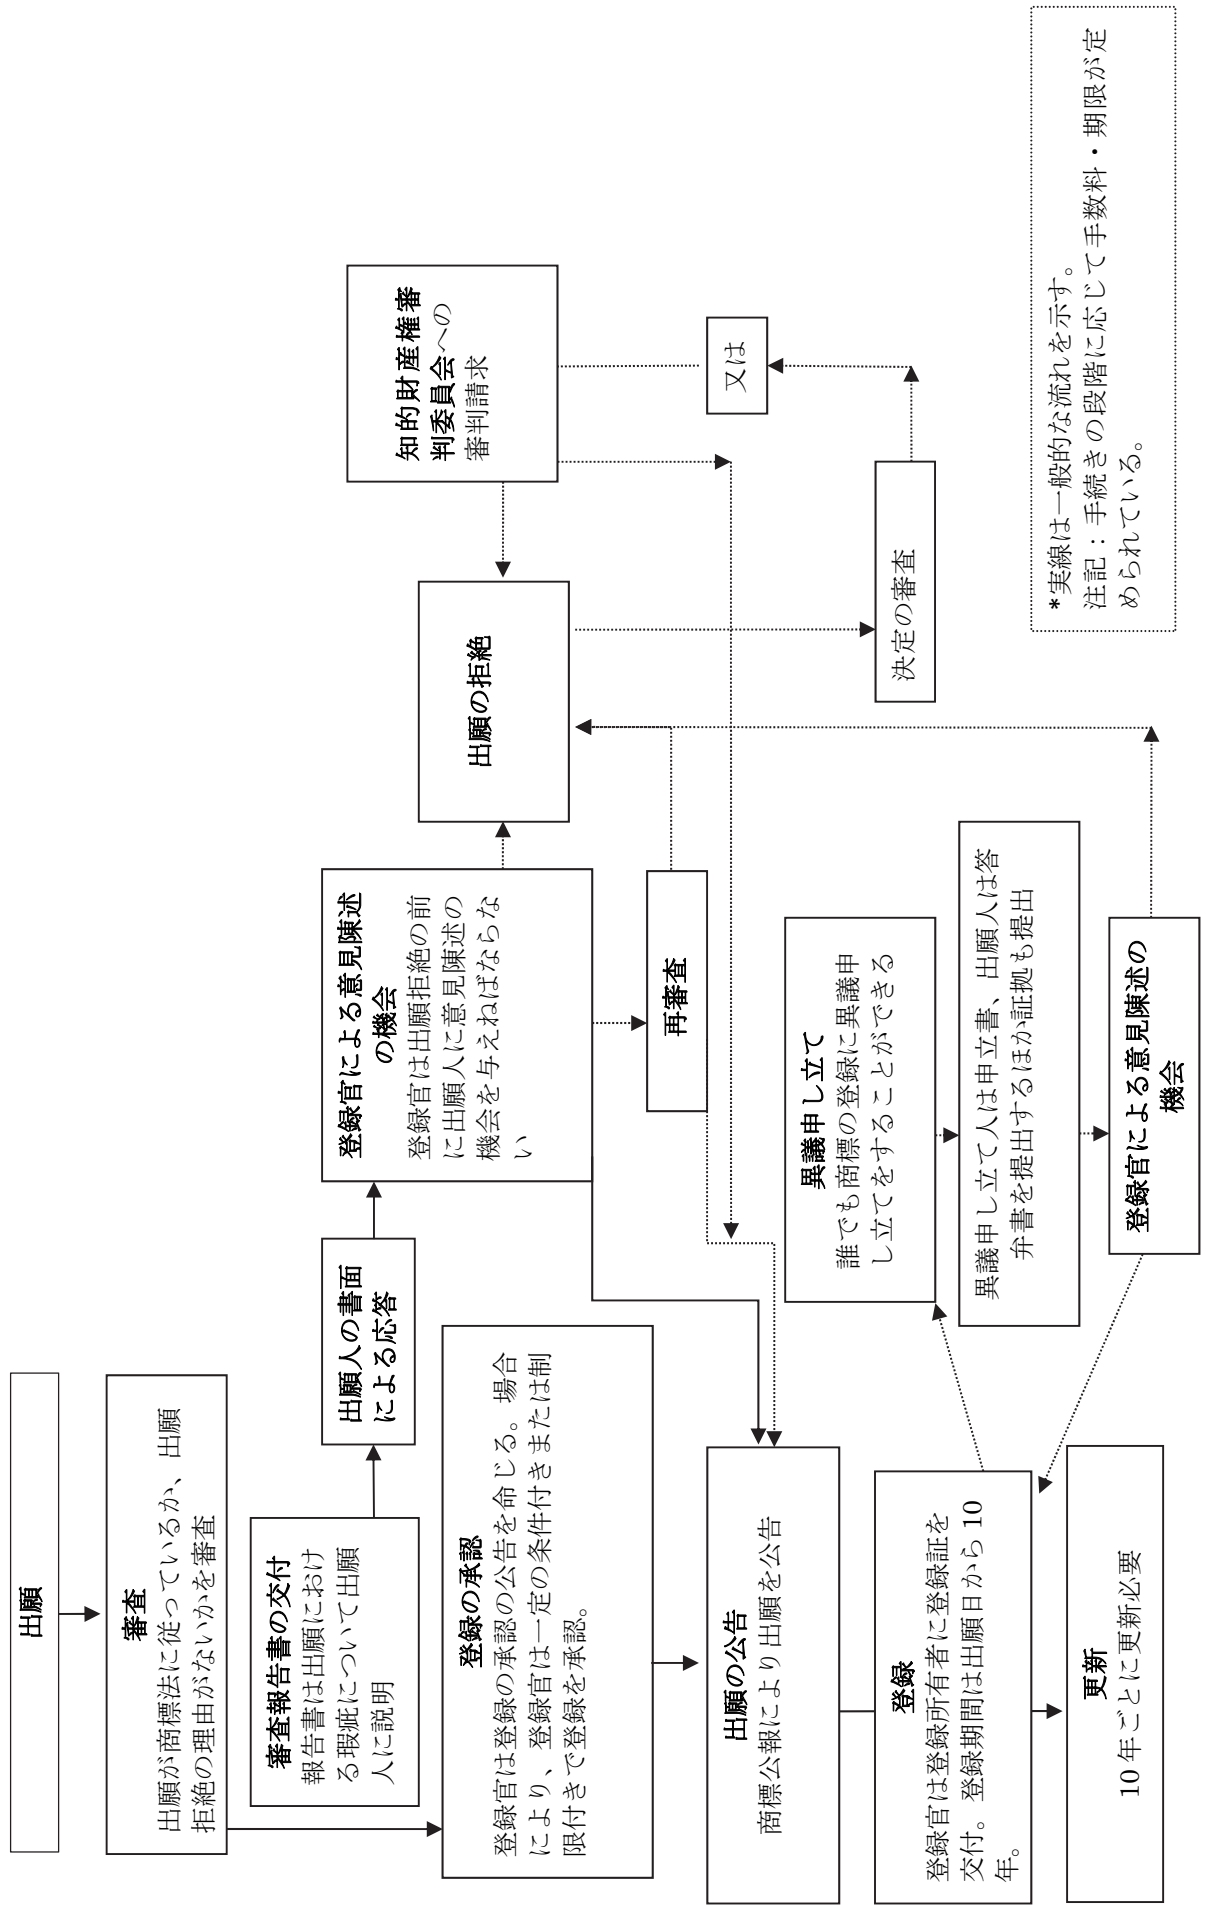 出願
審査
出願が商標法に従っているか、出願
拒絶の理由がないかを審査
審査報告書の交付
報告書は出願におけ
る瑕疵について出願
人に説明
出願人の書面
による応答
登録官による意見陳述
の機会
登録官は出願拒絶の前
に出願人に意見陳述の
機会を与えねばならな
い
出願の拒絶
知的財産権審
判委員会への
審判請求
登録の承認
登録官は登録の承認の公告を命じる。場合
により、登録官は一定の条件付きまたは制
限付きで登録を承認。
再審査
又は
決定の審査
出願の公告
商標公報により出願を公告
異議申し立て
誰でも商標の登録に異議申
し立てをすることができる
登録
登録官は登録所有者に登録証を
交付。登録期間は出願日から 10
年。
異議申し立て人は申立書、出願人は答
弁書を提出するほか証拠も提出
更新
10 年ごとに更新必要
登録官による意見陳述の
機会
*実線は一般的な流れを示す。
注記：手続きの段階に応じて手数料・期限が定
められている。